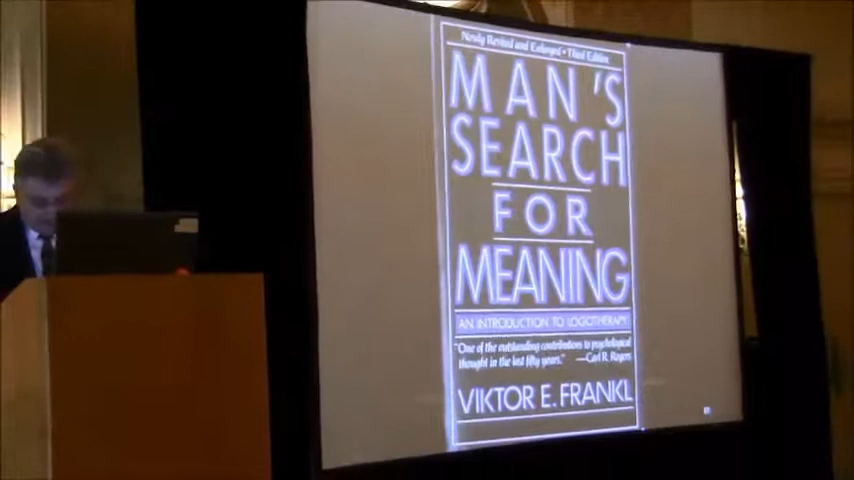 Newly Revised and Enlarged • Third Edition
MAN'S
SEARCH
FOR
MEANING
AN INTRODUCTION TO LOGOTHERAPY
"One of the outstanding contributions to psychological
thought in the last fifty years." —Carl R. Rogers
VIKTOR E. FRANKL